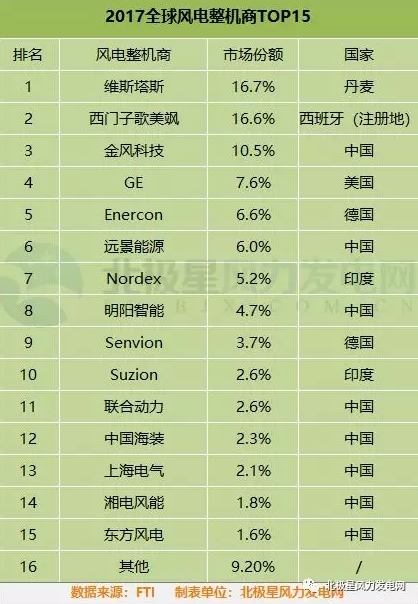 2017全球风电整机商TOP15
排名 风电整机商 市场份额 国家
1 维斯塔斯 16.7% 丹麦
2 西门子歌美飒 16.6% 西班牙（注册地）
3 金风科技 10.5% 中国
4 GE 7.6% 美国
5 Enercon 6.6% 德国
6 远景能源 6.0% 中国
7 Nordex 5.2% 印度
8 明阳智能 4.7% 中国
9 Senvion 3.7% 德国
10 Suzion 2.6% 印度
11 联合动力 2.6% 中国
12 中国海装 2.3% 中国
13 上海电气 2.1% 中国
14 湘电风能 1.8% 中国
15 东方风电 1.6% 中国
16 其他 9.20% /
数据来源：FTI 制表单位：北极星风力发电网
北极星风力发电网
北极星风力发电网